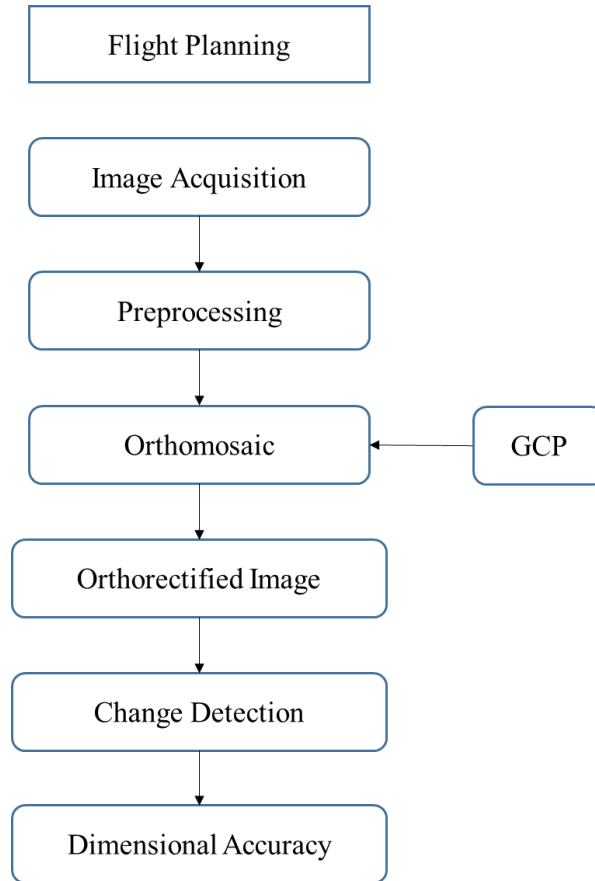 Flight Planning
Image Acquisition
Preprocessing
Orthomosaic
GCP
Orthorectified Image
Change Detection
Dimensional Accuracy